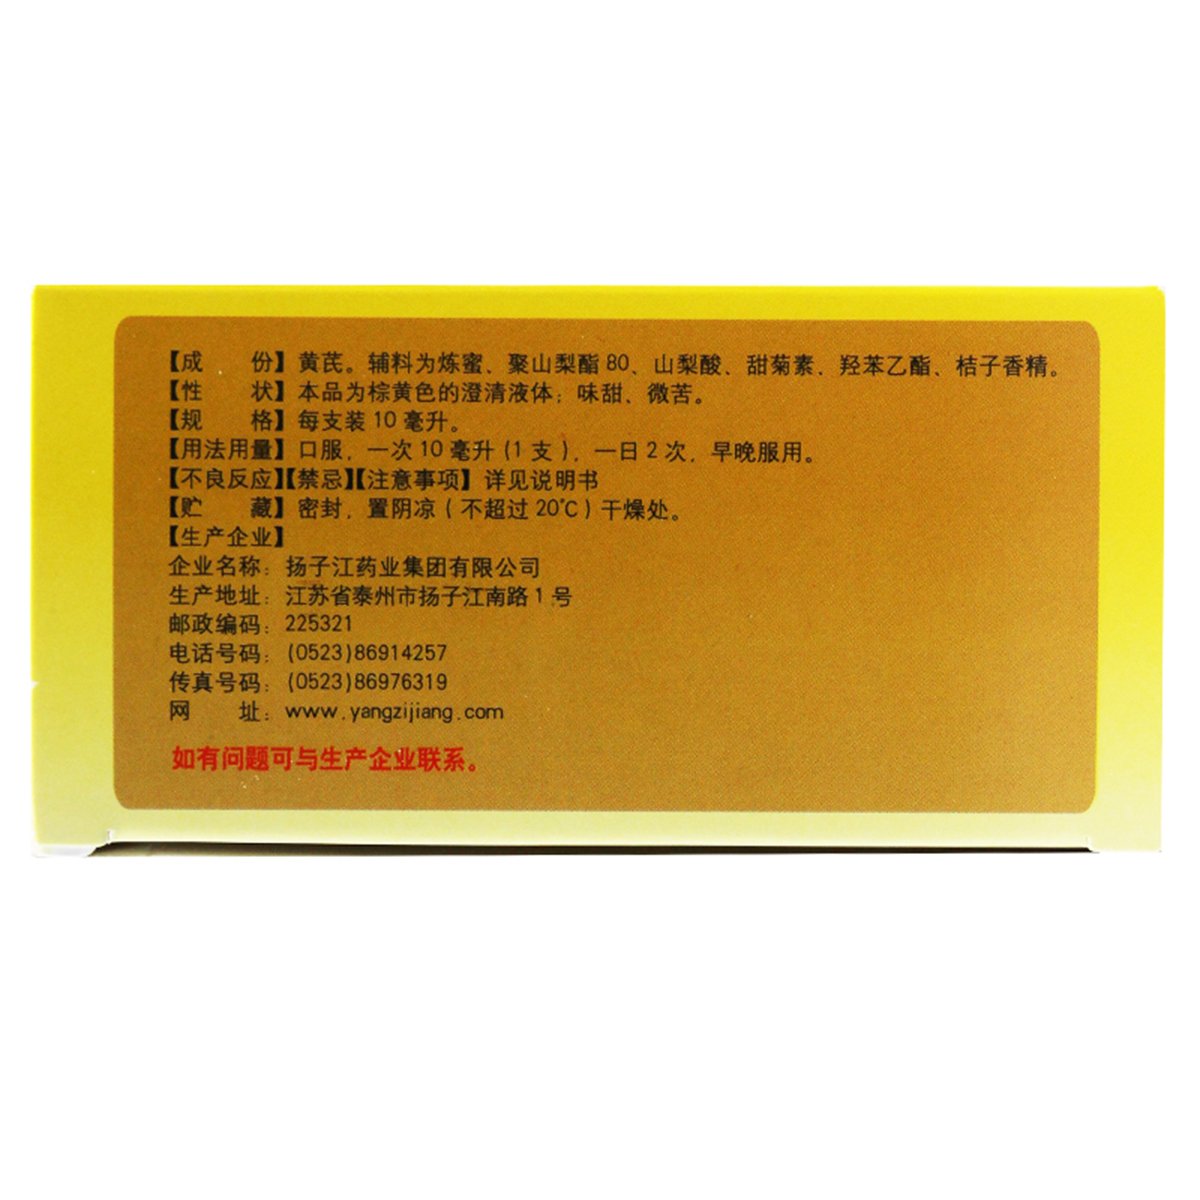 【成　　份】黄芪。辅料为炼蜜、聚山梨酯80、山梨酸、甜菊素、羟苯乙酯、桔子香精。
【性　　状】本品为棕黄色的澄清液体；味甜、微苦。
【规　　格】每支装10毫升。
【用法用量】口服，一次10毫升(1支)，一日2次，早晚服用。
【不良反应】【禁忌】【注意事项】详见说明书
【贮　　藏】密封，置阴凉(不超过20℃)干燥处。
【生产企业】
企业名称：扬子江药业集团有限公司
生产地址：江苏省泰州市扬子江南路1号
邮政编码：225321
电话号码：(0523)86914257
传真号码：(0523)86976319
网　　址：www.yangzijiang.com
如有问题可与生产企业联系。